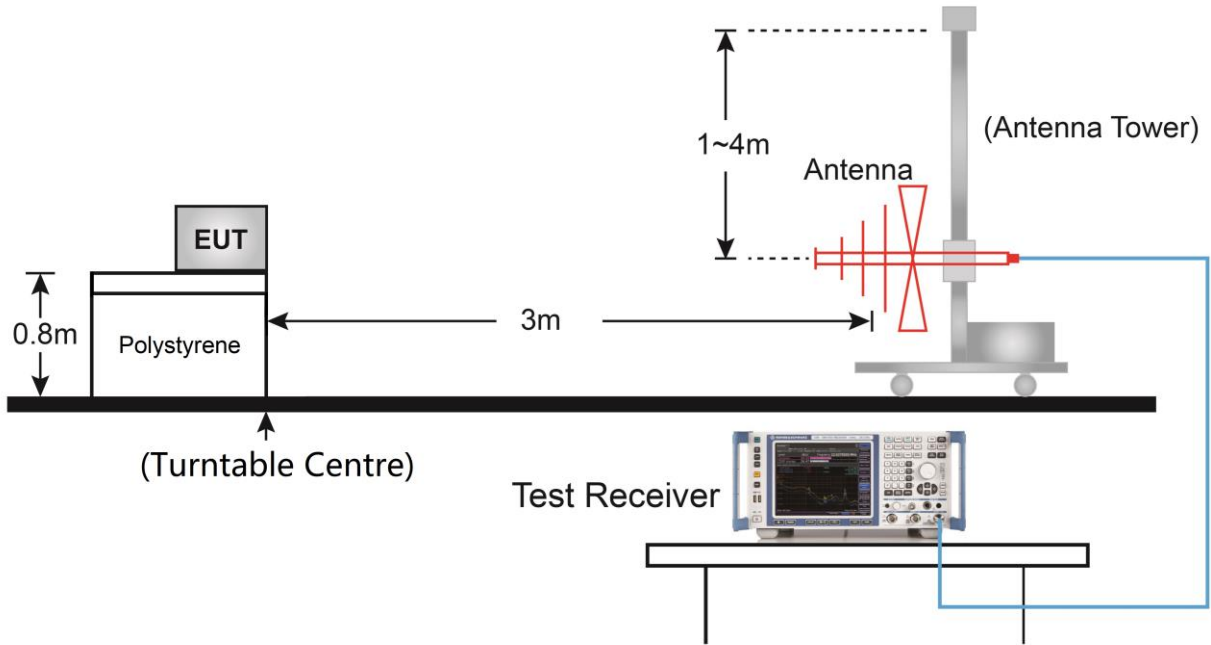 1~4m
(Antenna Tower)
Antenna
EUT
0.8m
Polystyrene
3m
(Turntable Centre)
Test Receiver